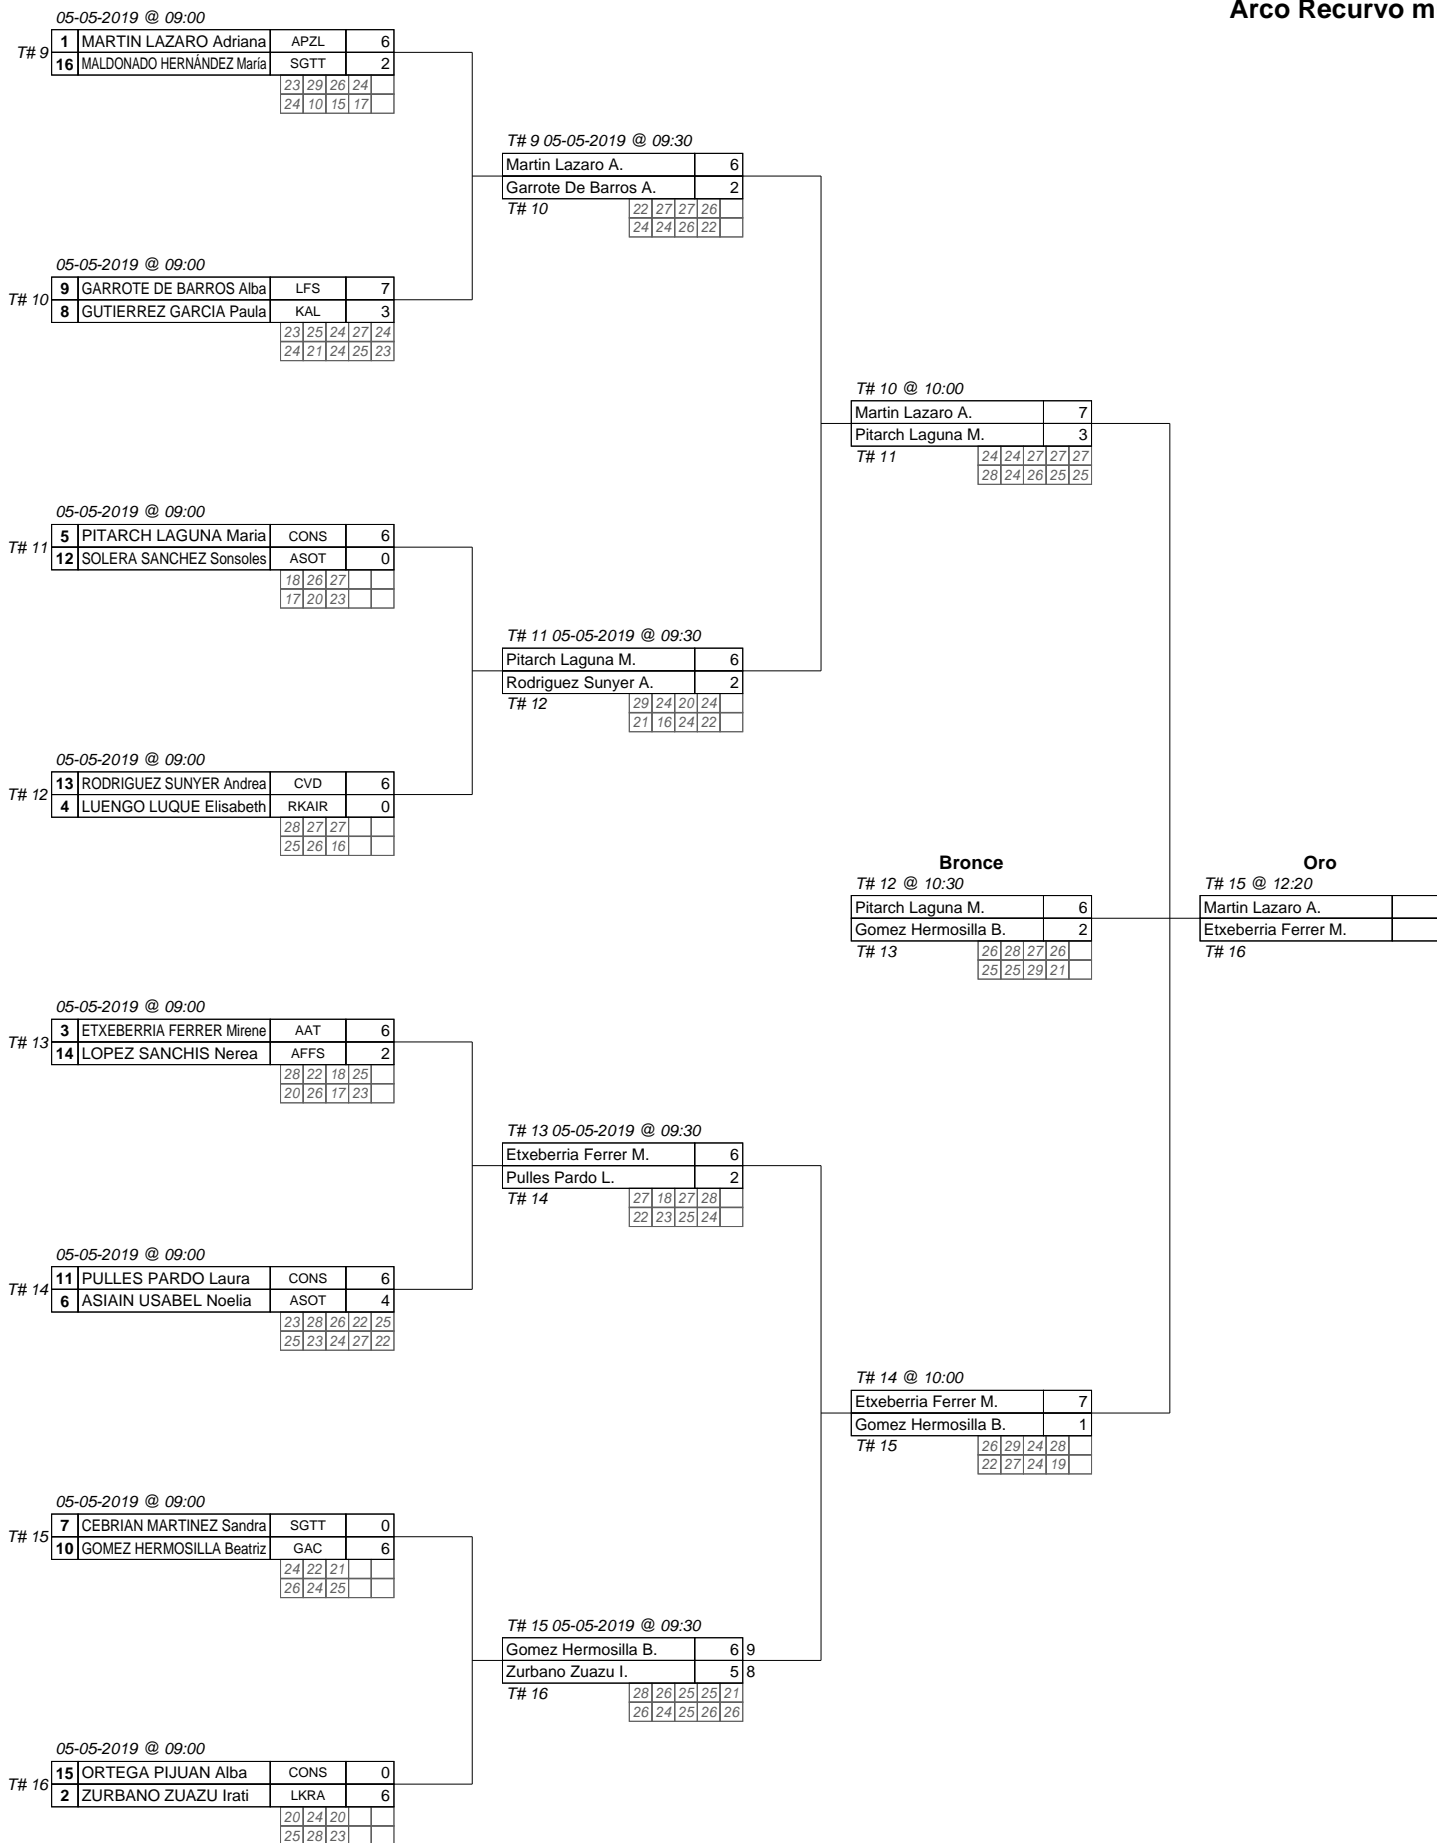 Arco Recurvo m
05-05-2019 @ 09:00
T# 9
1 MARTIN LAZARO Adriana APZL 6
16 MALDONADO HERNÁNDEZ María SGTT 2
23 29 26 24
24 10 15 17
T# 9 05-05-2019 @ 09:30
Martin Lazaro A. 6
Garrote De Barros A. 2
T# 10 22 27 27 26
24 24 26 22
05-05-2019 @ 09:00
T# 10
9 GARROTE DE BARROS Alba LFS 7
8 GUTIERREZ GARCIA Paula KAL 3
23 25 24 27 24
24 21 24 25 23
T# 10 @ 10:00
Martin Lazaro A. 7
Pitarch Laguna M. 3
T# 11 24 24 27 27 27
28 24 26 25 25
05-05-2019 @ 09:00
T# 11
5 PITARCH LAGUNA Maria CONS 6
12 SOLERA SANCHEZ Sonsoles ASOT 0
18 26 27
17 20 23
T# 11 05-05-2019 @ 09:30
Pitarch Laguna M. 6
Rodriguez Sunyer A. 2
T# 12 29 24 20 24
21 16 24 22
05-05-2019 @ 09:00
T# 12
13 RODRIGUEZ SUNYER Andrea CVD 6
4 LUENGO LUQUE Elisabeth RKAIR 0
28 27 27
25 26 16
Bronce
T# 12 @ 10:30
Pitarch Laguna M. 6
Gomez Hermosilla B. 2
T# 13 26 28 27 26
25 25 29 21
Oro
T# 15 @ 12:20
Martin Lazaro A.
Etxeberria Ferrer M.
T# 16
05-05-2019 @ 09:00
T# 13
3 ETXEBERRIA FERRER Mirene AAT 6
14 LOPEZ SANCHIS Nerea AFFS 2
28 22 18 25
20 26 17 23
T# 13 05-05-2019 @ 09:30
Etxeberria Ferrer M. 6
Pulles Pardo L. 2
T# 14 27 18 27 28
22 23 25 24
05-05-2019 @ 09:00
T# 14
11 PULLES PARDO Laura CONS 6
6 ASIAIN USABEL Noelia ASOT 4
23 28 26 22 25
25 23 24 27 22
T# 14 @ 10:00
Etxeberria Ferrer M. 7
Gomez Hermosilla B. 1
T# 15 26 29 24 28
22 27 24 19
05-05-2019 @ 09:00
T# 15
7 CEBRIAN MARTINEZ Sandra SGTT 0
10 GOMEZ HERMOSILLA Beatriz GAC 6
24 22 21
26 24 25
T# 15 05-05-2019 @ 09:30
Gomez Hermosilla B. 6 9
Zurbano Zuazu I. 5 8
T# 16 28 26 25 25 21
26 24 25 26 26
05-05-2019 @ 09:00
T# 16
15 ORTEGA PIJUAN Alba CONS 0
2 ZURBANO ZUAZU Irati LKRA 6
20 24 20
25 28 23